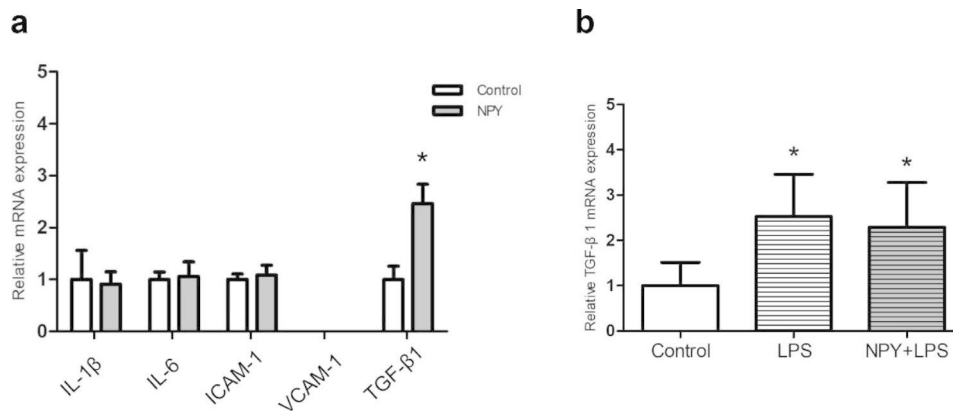 a
Relative mRNA expression
5
4
3
2
1
0
Control
NPY
*
IL-1β
IL-6
ICAM-1
VCAM-1
TGF-β1
b
Relative TGF-β 1 mRNA expression
5
4
3
2
1
0
*
*
Control
LPS
NPY+LPS